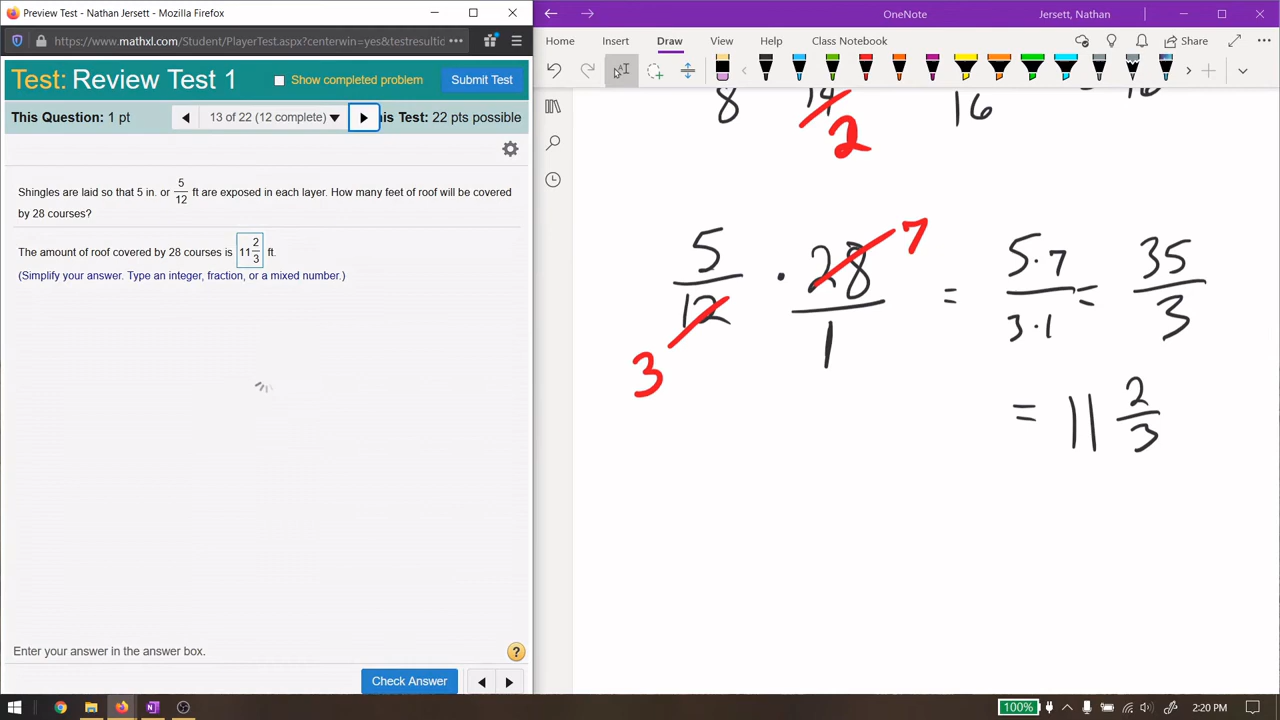 Preview Test - Nathan Jersett - Mozilla Firefox
https://www.mathxl.com/Student/PlayerTest.aspx?centerwin=yes&testresultic
Test: Review Test 1
Show completed problem
Submit Test
This Question: 1 pt
13 of 22 (12 complete)
is Test: 22 pts possible
Shingles are laid so that 5 in. or 5/12 ft are exposed in each layer. How many feet of roof will be covered
by 28 courses?
The amount of roof covered by 28 courses is 11 2/3 ft.
(Simplify your answer. Type an integer, fraction, or a mixed number.)
Enter your answer in the answer box.
?
Check Answer
OneNote
Jersett, Nathan
Home Insert Draw View Help Class Notebook
Share
8 14 16
2
5/12 · 28/1 = 5·7/3·1 = 35/3
7
3
= 11 2/3
100%
2:20 PM